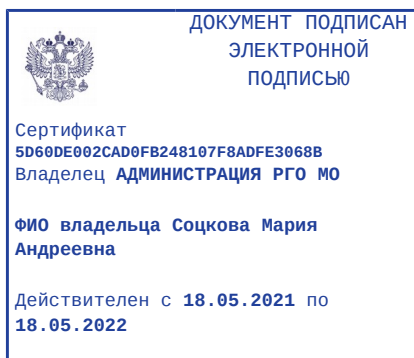 ДОКУМЕНТ ПОДПИСАН
ЭЛЕКТРОННОЙ
ПОДПИСЬЮ
Сертификат
5D60DE002CAD0FB248107F8ADFE3068B
Владелец АДМИНИСТРАЦИЯ РГО МО
ФИО владельца Соцкова Мария
Андреевна
Действителен с 18.05.2021 по
18.05.2022